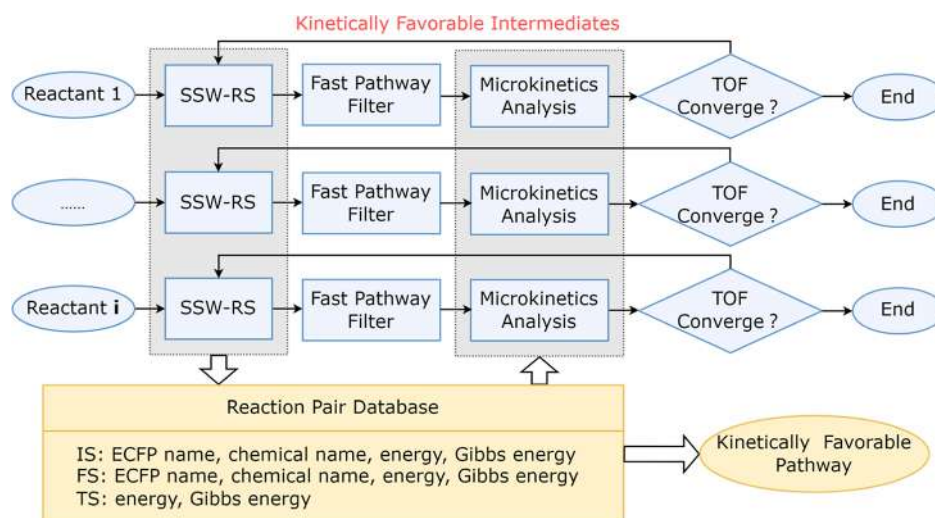 Kinetically Favorable Intermediates
Reactant 1
SSW-RS
Fast Pathway
Filter
Microkinetics
Analysis
TOF
Converge ?
End
......
SSW-RS
Fast Pathway
Filter
Microkinetics
Analysis
TOF
Converge ?
End
Reactant i
SSW-RS
Fast Pathway
Filter
Microkinetics
Analysis
TOF
Converge ?
End
Reaction Pair Database
IS: ECFP name, chemical name, energy, Gibbs energy
FS: ECFP name, chemical name, energy, Gibbs energy
TS: energy, Gibbs energy
Kinetically Favorable
Pathway